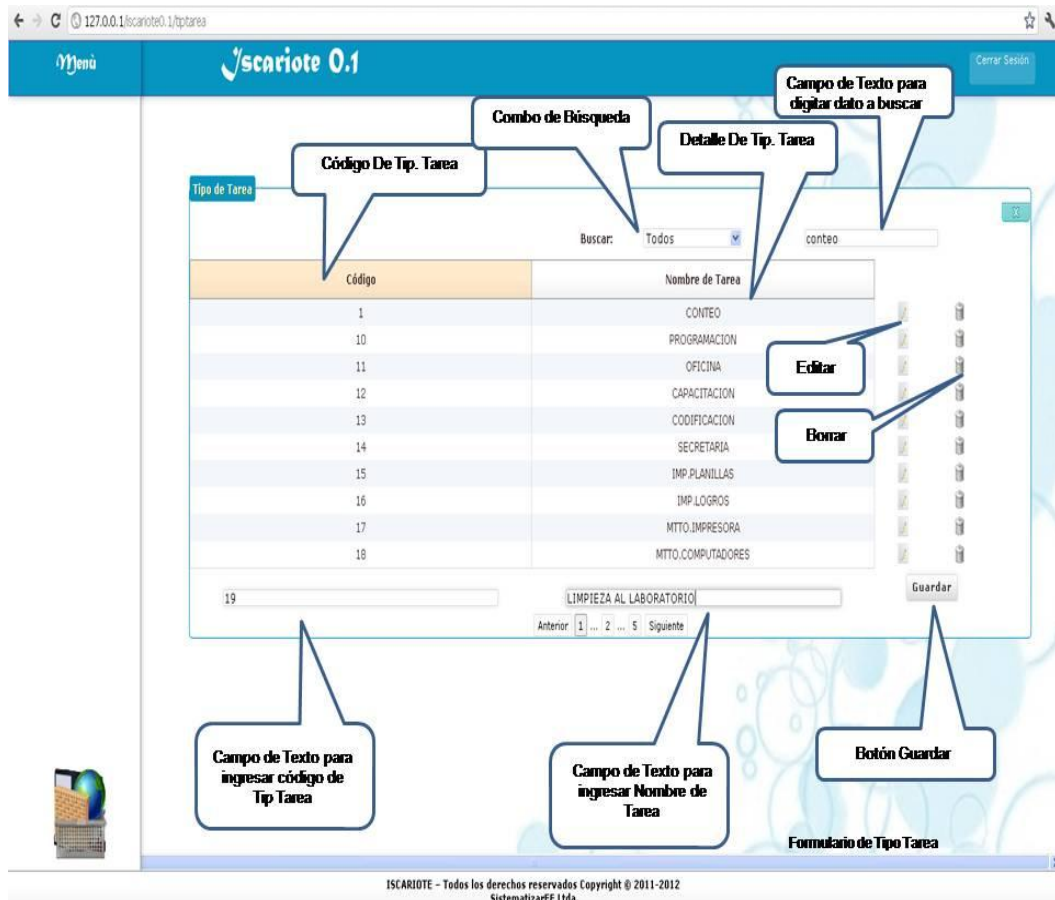 127.0.0.1/iscariote0.1/tiptarea
Menù
Iscariote 0.1
Cerrar Sesión
Campo de Texto para
digitar dato a buscar
Combo de Búsqueda
Detalle De Tip. Tarea
Código De Tip. Tarea
Tipo de Tarea
X
Buscar: Todos conteo
Código Nombre de Tarea
1 CONTEO
10 PROGRAMACION
11 OFICINA
12 CAPACITACION
13 CODIFICACION
14 SECRETARIA
15 IMP.PLANILLAS
16 IMP.LOGROS
17 MTTO.IMPRESORA
18 MTTO.COMPUTADORES
Editar
Borrar
19 LIMPIEZA AL LABORATORIO Guardar
Anterior 1 ... 2 ... 5 Siguiente
Campo de Texto para
ingresar código de
Tip Tarea
Campo de Texto para
ingresar Nombre de
Tarea
Botón Guardar
Formulario de Tipo Tarea
ISCARIOTE - Todos los derechos reservados Copyright © 2011-2012
SistematizarEF Ltda